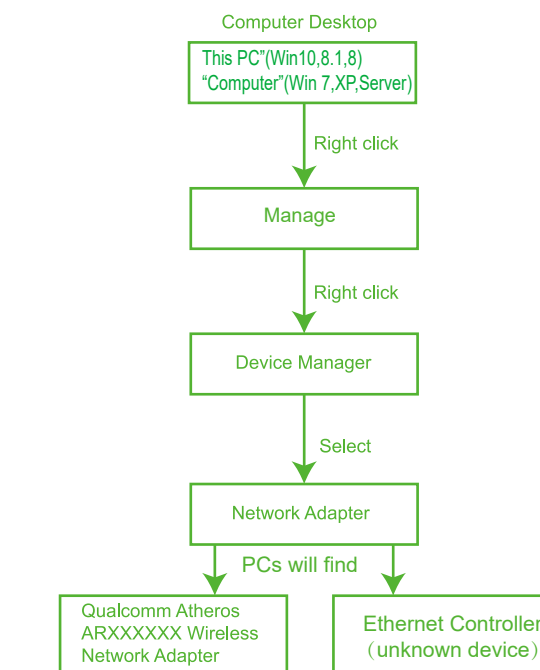 Computer Desktop
This PC”(Win10,8.1,8)
“Computer”(Win 7,XP,Server)
Right click
Manage
Right click
Device Manager
Select
Network Adapter
PCs will find
Qualcomm Atheros
ARXXXXXX Wireless
Network Adapter
Ethernet Controller
(unknown device)